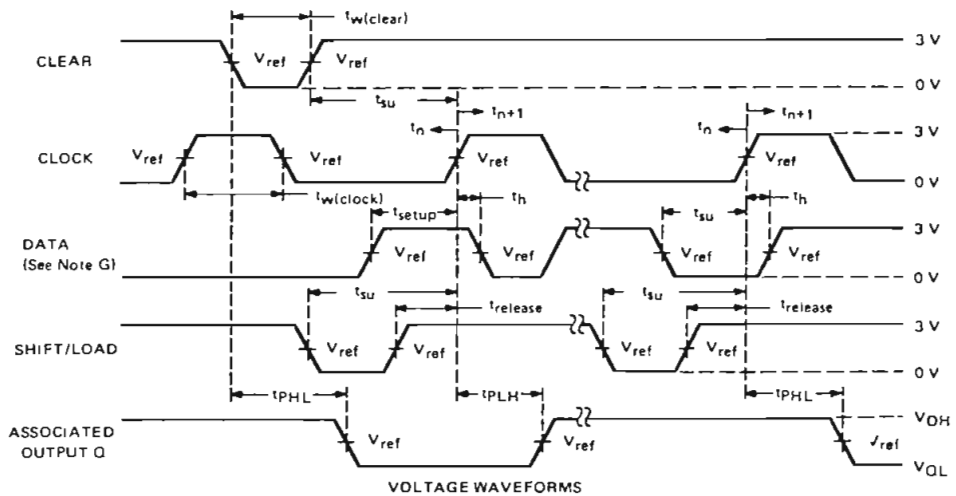 tw(clear)
CLEAR Vref Vref 3 V
0 V
tsu
tn tn+1 tn tn+1
CLOCK Vref Vref Vref Vref 3 V
0 V
tw(clock) tsetup th tsu th
DATA
(See Note G) Vref Vref Vref Vref 3 V
0 V
tsu trelease tsu trelease
SHIFT/LOAD Vref Vref Vref Vref 3 V
0 V
tPHL tPLH tPHL
ASSOCIATED
OUTPUT Q Vref Vref Vref VOH
VOL
VOLTAGE WAVEFORMS